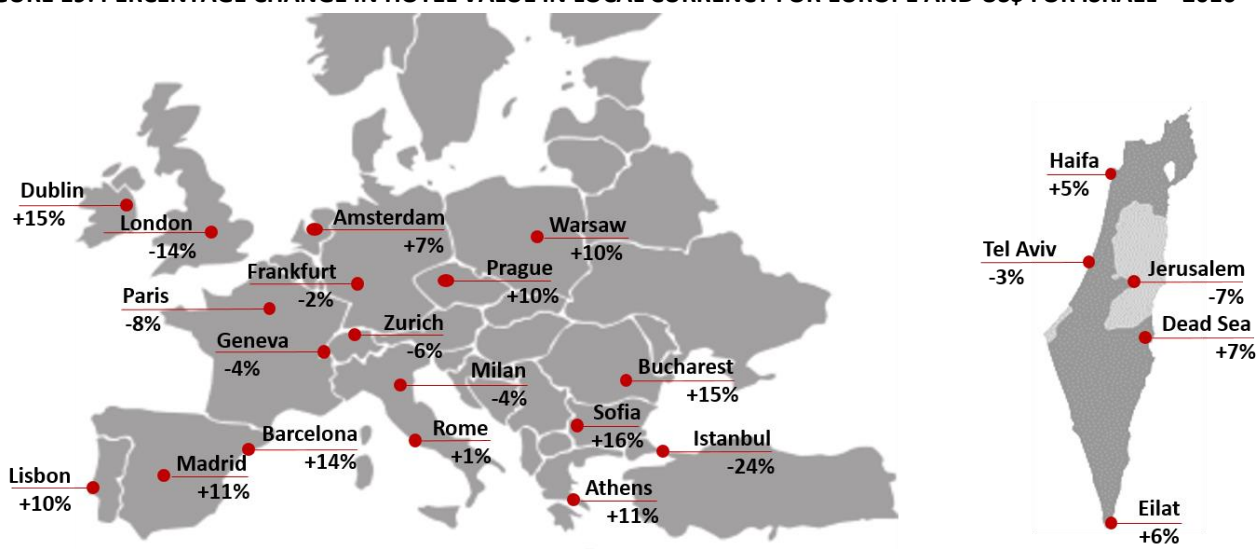 PERCENTAGE CHANGE IN HOTEL VALUE IN LOCAL CURRENCY FOR EUROPE AND US$ FOR ISRAEL – 2016
Dublin
+15%
London
-14%
Amsterdam
+7%
Warsaw
+10%
Frankfurt
-2%
Prague
+10%
Paris
-8%
Geneva
-4%
Zurich
-6%
Milan
-4%
Bucharest
+15%
Sofia
+16%
Rome
+1%
Barcelona
+14%
Istanbul
-24%
Madrid
+11%
Lisbon
+10%
Athens
+11%
Haifa
+5%
Tel Aviv
-3%
Jerusalem
-7%
Dead Sea
+7%
Eilat
+6%